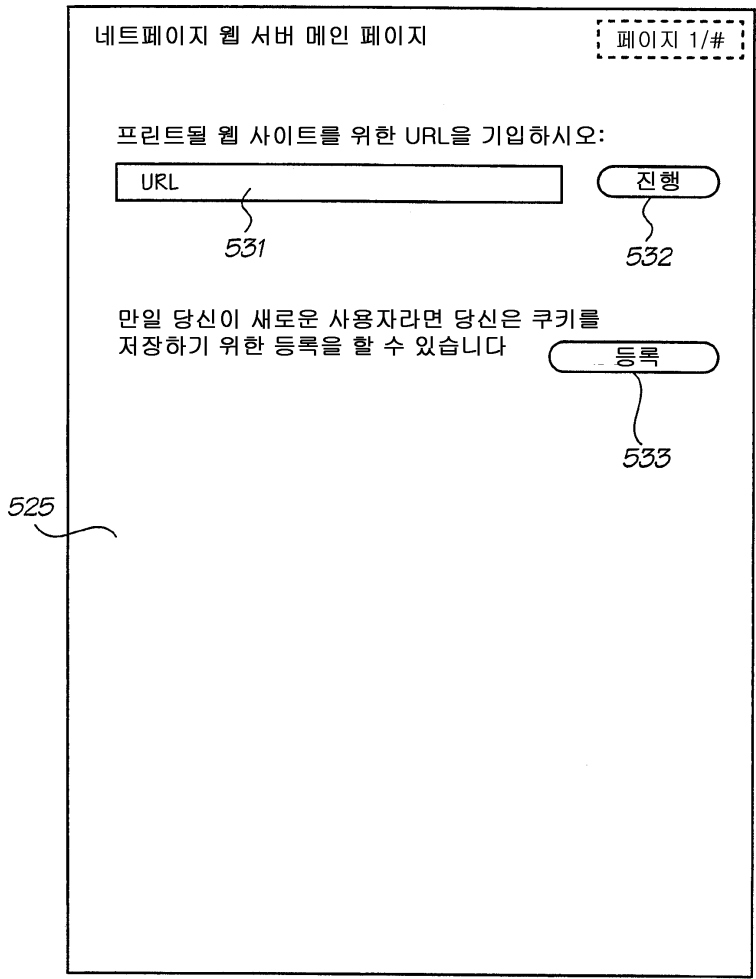 네트페이지 웹 서버 메인 페이지
페이지 1/#
프린트될 웹 사이트를 위한 URL을 기입하시오:
URL
진행
531
532
만일 당신이 새로운 사용자라면 당신은 쿠키를
저장하기 위한 등록을 할 수 있습니다
등록
533
525